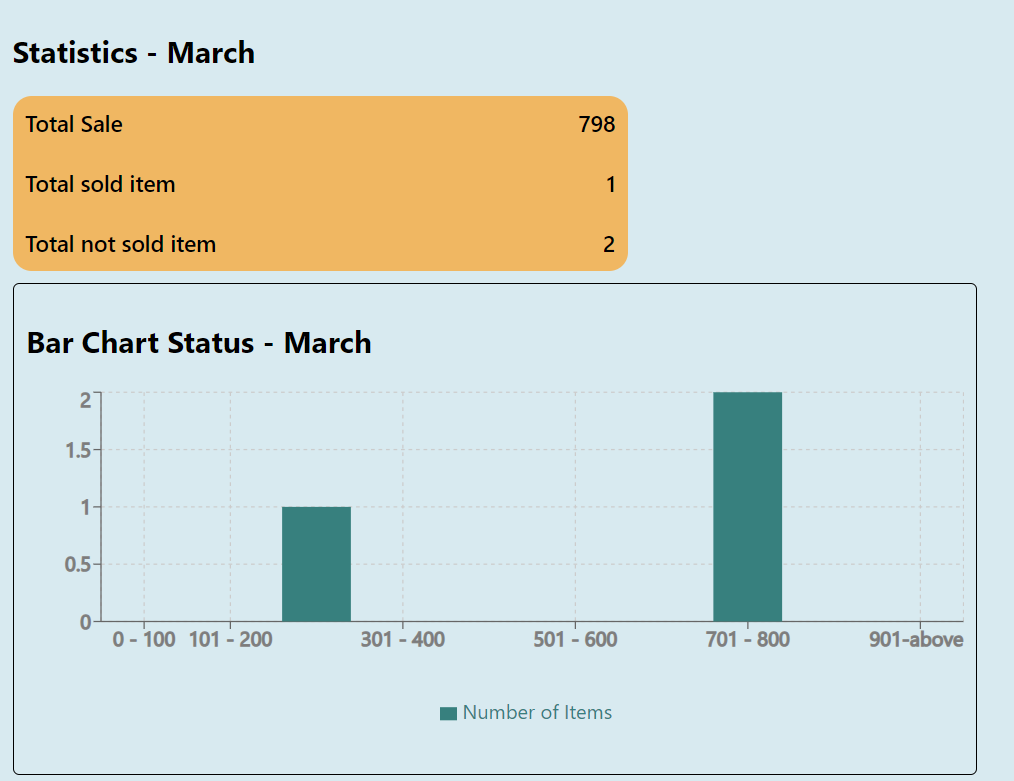 Statistics - March
Total Sale 798
Total sold item 1
Total not sold item 2
Bar Chart Status - March
2
1.5
1
0.5
0
0 - 100 101 - 200 301 - 400 501 - 600 701 - 800 901-above
Number of Items